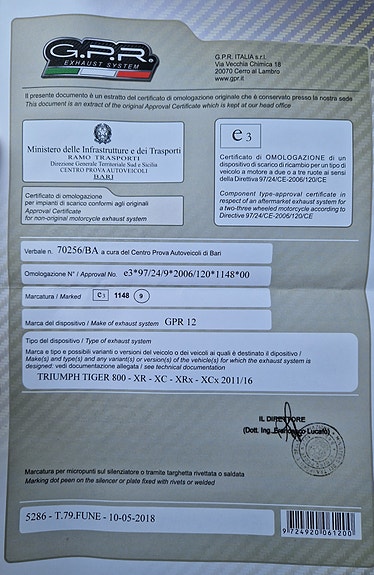 G.P.R.
EXHAUST SYSTEM
G.P.R. ITALIA s.r.l.
Via Vecchia Chimica 18
20070 Cerro al Lambro
www.gpr.it
Il presente documento è un estratto del certificato di omologazione originale che è conservato presso la nostra sede
This document is an extract of the original Approval Certificate which is kept at our head office
Ministero delle Infrastrutture e dei Trasporti
RAMO TRASPORTI
Direzione Generale Territoriale Sud e Sicilia
CENTRO PROVA AUTOVEICOLI
BARI
e3
Certificato di OMOLOGAZIONE di un
dispositivo di scarico di ricambio per un tipo di
veicolo a motore a due o a tre ruote ai sensi
della Direttiva 97/24/CE-2006/120/CE
Component type-approval certificate in
respect of an aftermarket exhaust system for
a two-three wheeled motorcycle according to
Directive 97/24/CE-2006/120/CE
Certificato di omologazione
per impianti di scarico conformi agli originali
Approval Certificate
for non-original motorcycle exhaust system
Verbale n. 70256/BA a cura del Centro Prova Autoveicoli di Bari
Omologazione N° / Approval No. e3*97/24/9*2006/120*1148*00
Marcatura / Marked e3 1148 9
Marca del dispositivo / Make of exhaust system GPR 12
Tipo del dispositivo / Type of exhaust system
Marca e tipo e possibili varianti o versioni del veicolo o dei veicoli ai quali è destinato il dipositivo /
Make(s) and type(s) and any variant(s) or version(s) of the vehicle(s) for which the exhaust system is
designed: vedi documentazione allegata / see technical documentation
TRIUMPH TIGER 800 - XR - XC - XRx - XCx 2011/16
IL DIRETTORE
(Dott. Ing. Francesco Lucafò)
Marcatura per micropunti sul silenziatore o tramite targhetta rivettata o saldata
Marking dot peen on the silencer or plate fixed with rivets or welded
5286 - T.79.FUNE - 10-05-2018
9724920061200